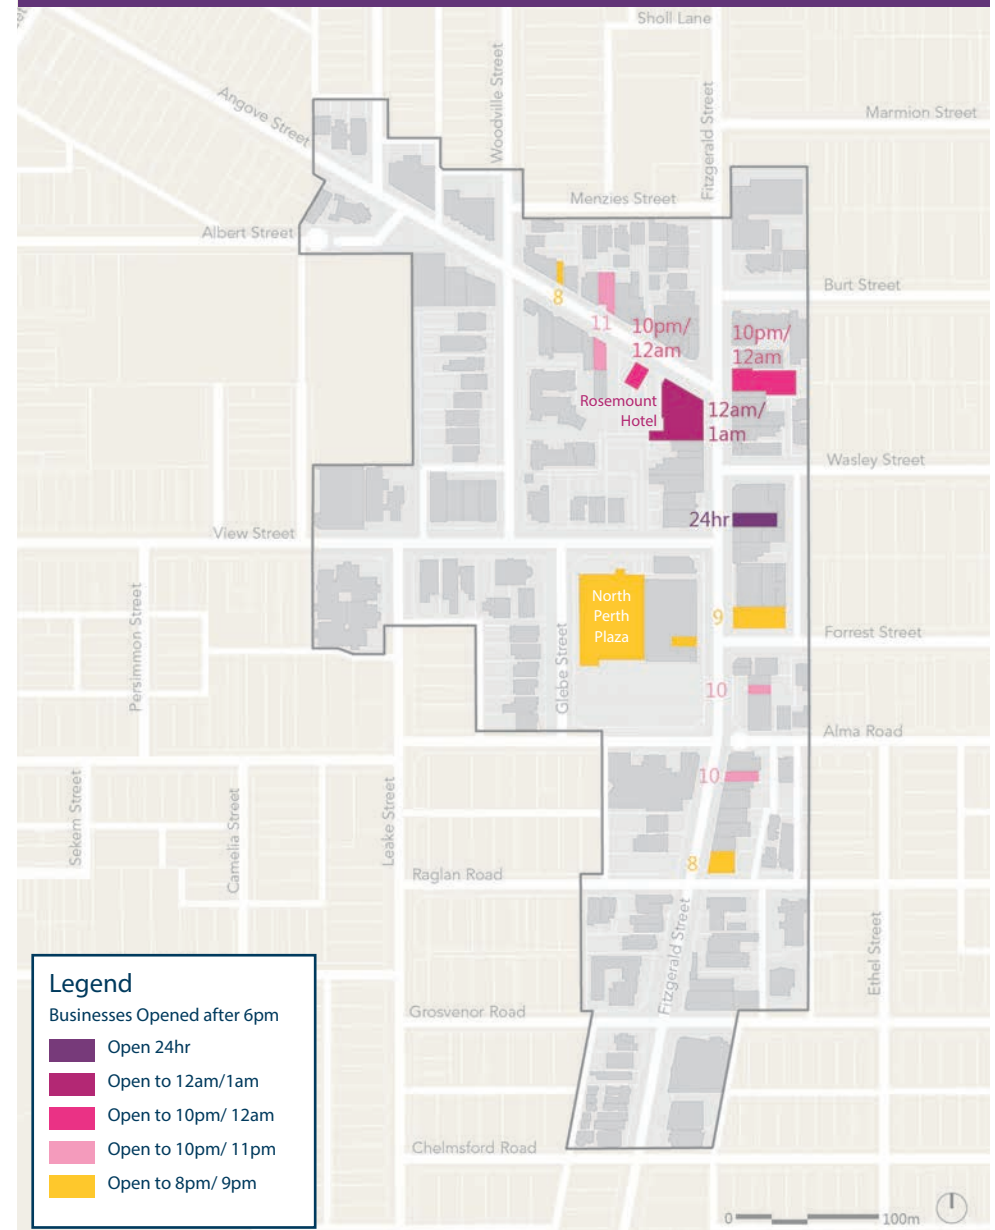 Sholl Lane
Angove Street
Woodville Street
Fitzgerald Street
Marmion Street
Menzies Street
Albert Street
Burt Street
8
11
10pm/
12am
10pm/
12am
Rosemount
Hotel
12am/
1am
Wasley Street
24hr
View Street
North
Perth
Plaza
9
Forrest Street
Persimmon Street
Glebe Street
10
Alma Road
10
Sekem Street
Camelia Street
Leake Street
8
Raglan Road
Fitzgerald Street
Ethel Street
Grosvenor Road
Chelmsford Road
Legend
Businesses Opened after 6pm
Open 24hr
Open to 12am/1am
Open to 10pm/ 12am
Open to 10pm/ 11pm
Open to 8pm/ 9pm
0
100m